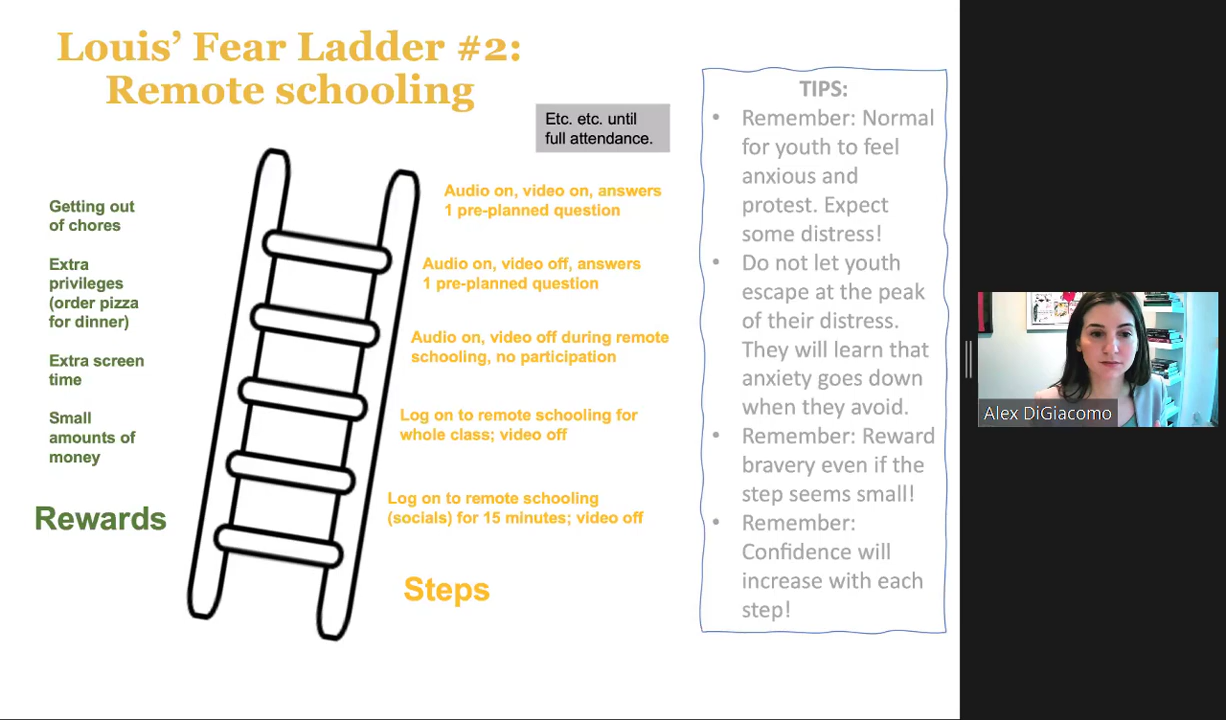 Louis’ Fear Ladder #2:
Remote schooling
Etc. etc. until
full attendance.
Getting out
of chores
Extra
privileges
(order pizza
for dinner)
Extra screen
time
Small
amounts of
money
Rewards
Audio on, video on, answers
1 pre-planned question
Audio on, video off, answers
1 pre-planned question
Audio on, video off during remote
schooling, no participation
Log on to remote schooling for
whole class; video off
Log on to remote schooling
(socials) for 15 minutes; video off
Steps
TIPS:
• Remember: Normal
for youth to feel
anxious and
protest. Expect
some distress!
• Do not let youth
escape at the peak
of their distress.
They will learn that
anxiety goes down
when they avoid.
• Remember: Reward
bravery even if the
step seems small!
• Remember:
Confidence will
increase with each
step!
Alex DiGiacomo